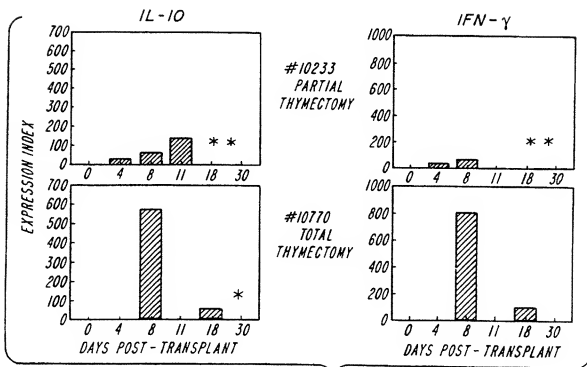 IL-10
IFN-γ
EXPRESSION INDEX
700
600
500
400
300
200
100
0
* *
0 4 8 11 18 30
#10233
PARTIAL
THYMECTOMY
1000
800
600
400
200
0
* *
0 4 8 11 18 30
700
600
500
400
300
200
100
0
*
0 4 8 11 18 30
DAYS POST-TRANSPLANT
#10770
TOTAL
THYMECTOMY
1000
800
600
400
200
0
0 4 8 11 18 30
DAYS POST-TRANSPLANT